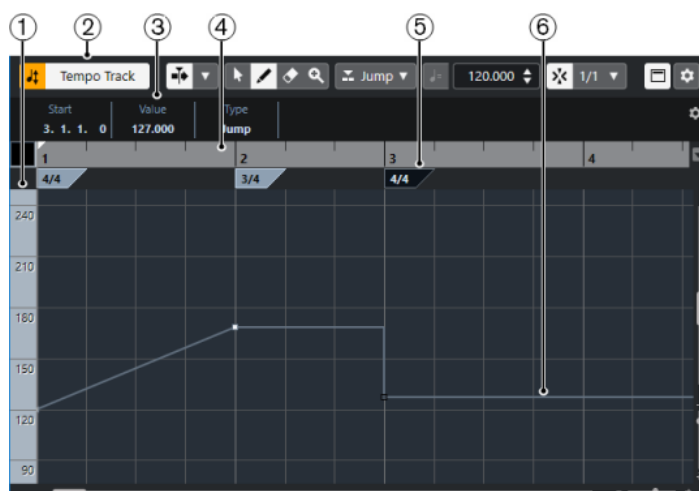 ① ② ③ ④ ⑤ ⑥
Tempo Track Jump 120.000 1/1
Start Value Type
3. 1. 1. 0 127.000 Jump
1 2 3 4
4/4 3/4 4/4
240
210
180
150
120
90